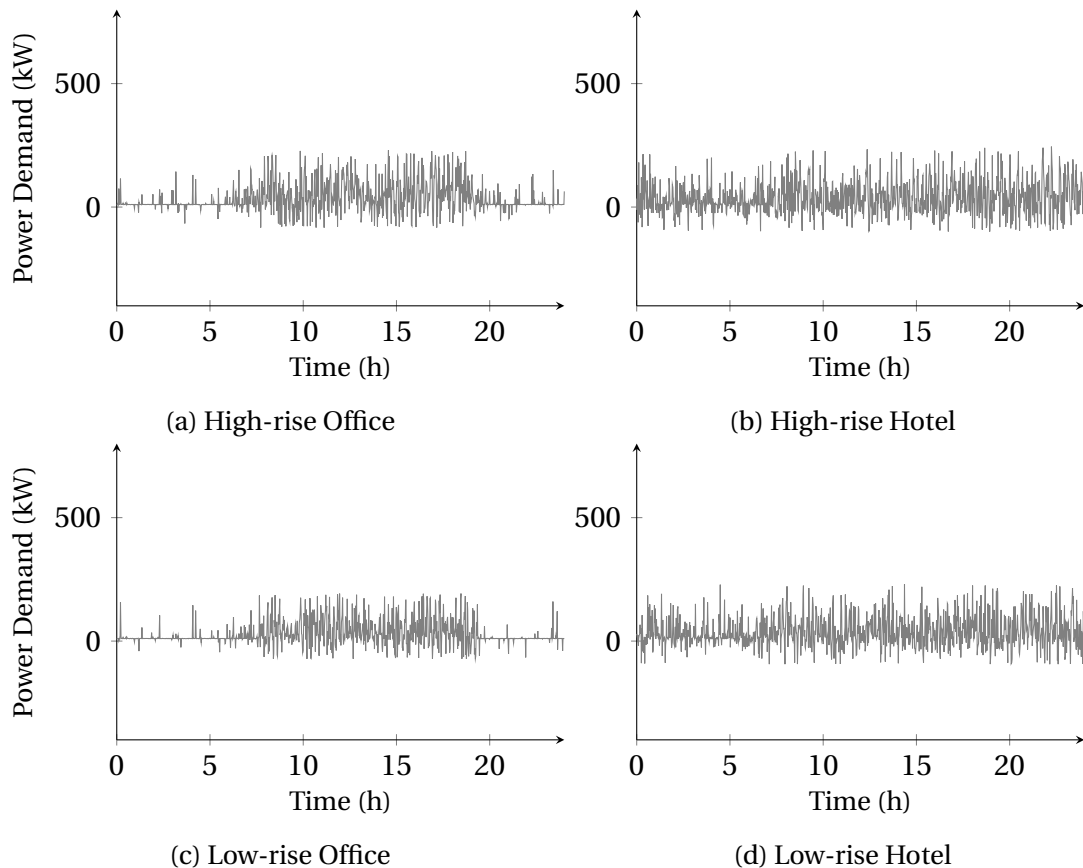 Power Demand (kW)
500
0
0 5 10 15 20
Time (h)
(a) High-rise Office
500
0
0 5 10 15 20
Time (h)
(b) High-rise Hotel
Power Demand (kW)
500
0
0 5 10 15 20
Time (h)
(c) Low-rise Office
500
0
0 5 10 15 20
Time (h)
(d) Low-rise Hotel